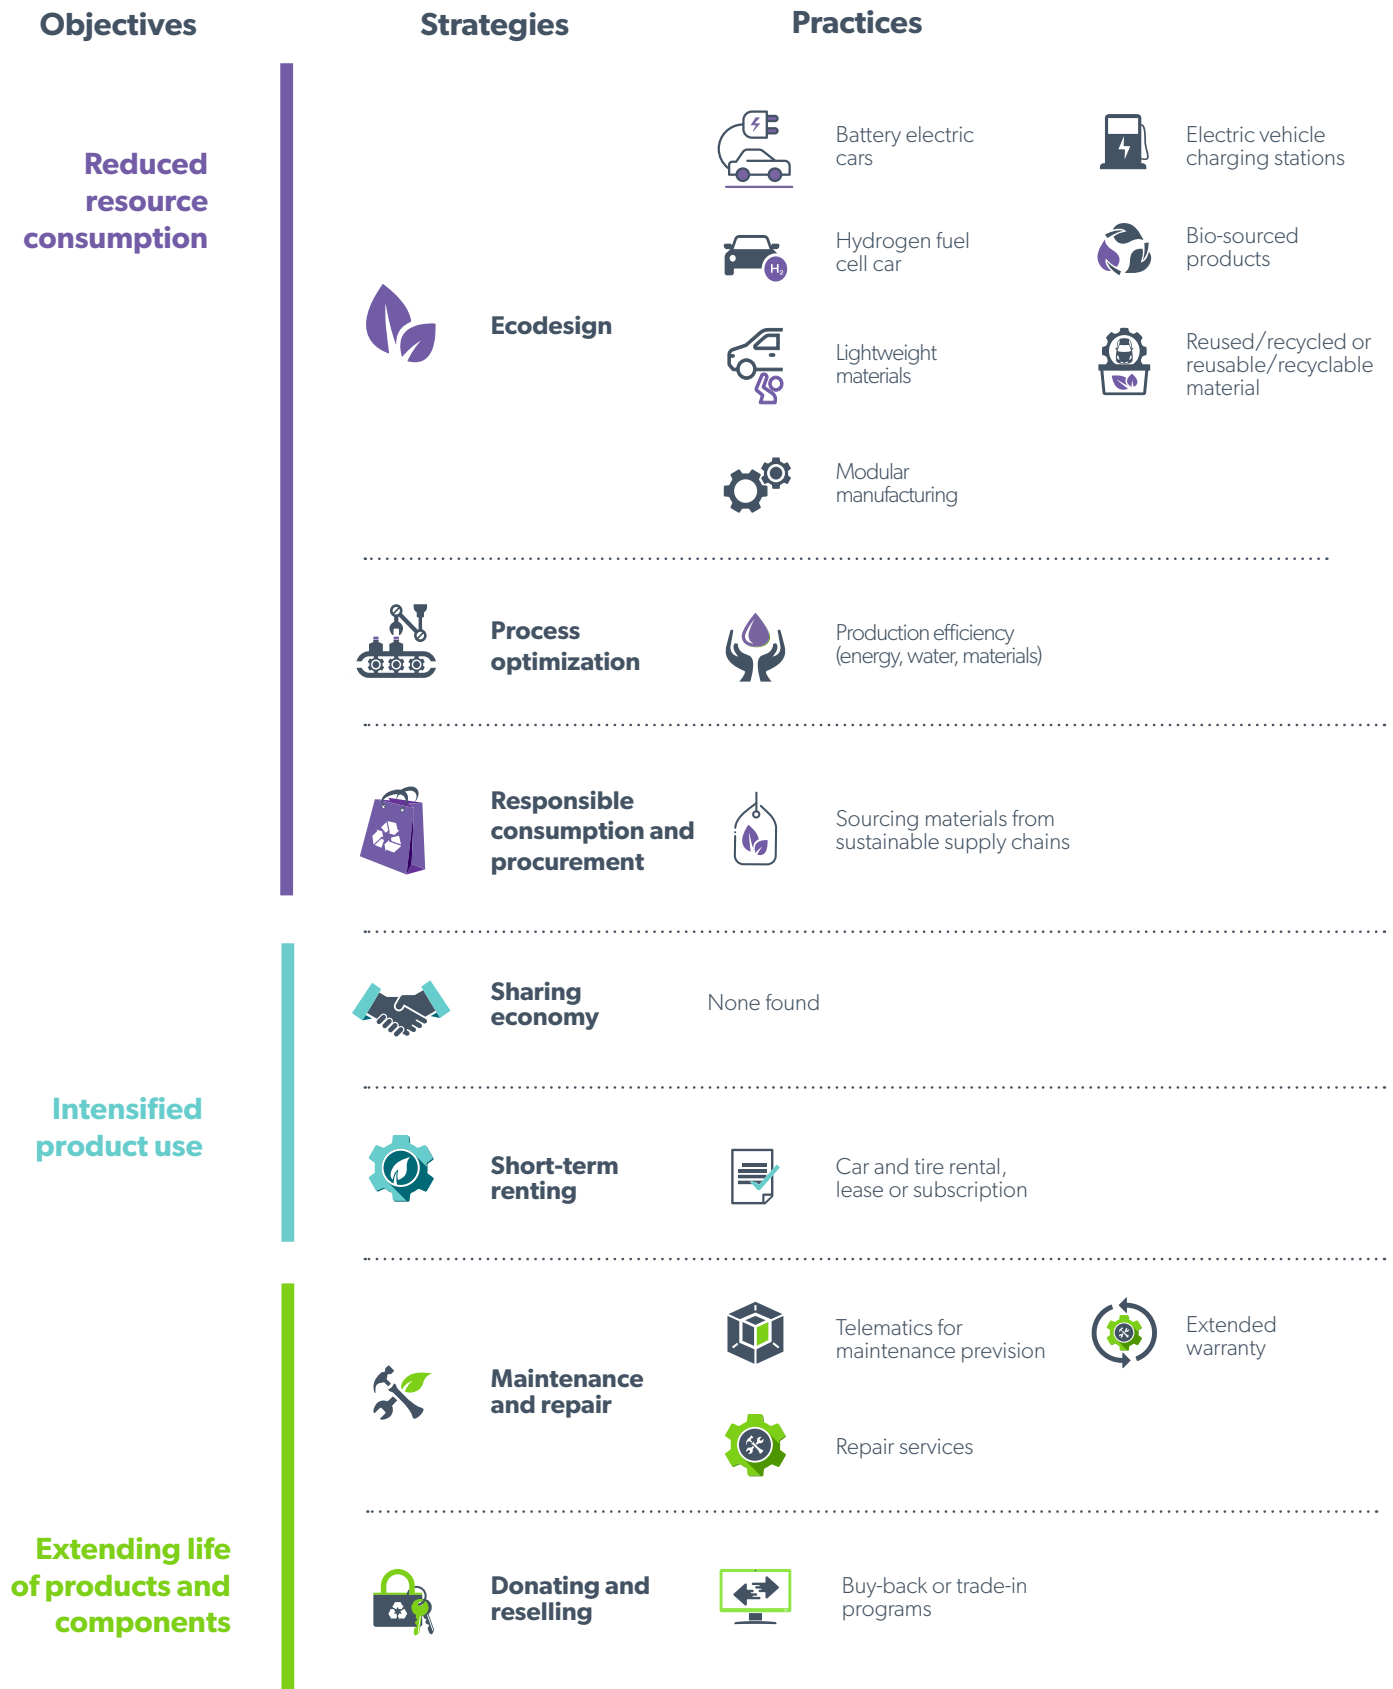 Objectives
Strategies
Practices
Reduced
resource
consumption
Ecodesign
Battery electric
cars
Electric vehicle
charging stations
Hydrogen fuel
cell car
H₂
Bio-sourced
products
Lightweight
materials
Reused/recycled or
reusable/recyclable
material
Modular
manufacturing
Process
optimization
Production efficiency
(energy, water, materials)
Responsible
consumption and
procurement
Sourcing materials from
sustainable supply chains
Intensified
product use
Sharing
economy
None found
Short-term
renting
Car and tire rental,
lease or subscription
Extending life
of products and
components
Maintenance
and repair
Telematics for
maintenance prevision
Extended
warranty
Repair services
Donating and
reselling
Buy-back or trade-in
programs